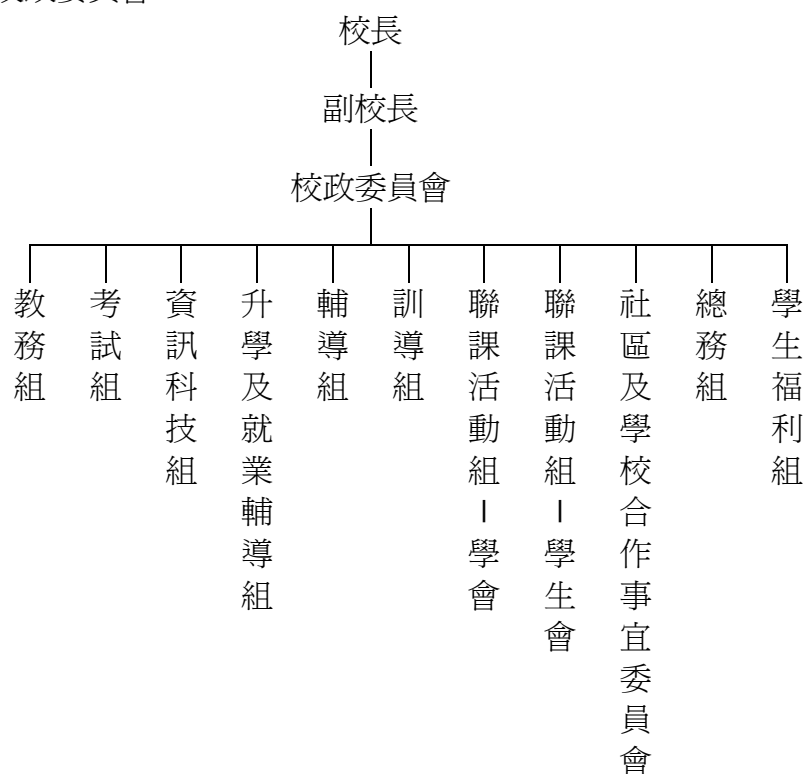 校長
副校長
校政委員會
教務組
考試組
資訊科技組
升學及就業輔導組
輔導組
訓導組
聯課活動組－學會
聯課活動組－學生會
社區及學校合作事宜委員會
總務組
學生福利組